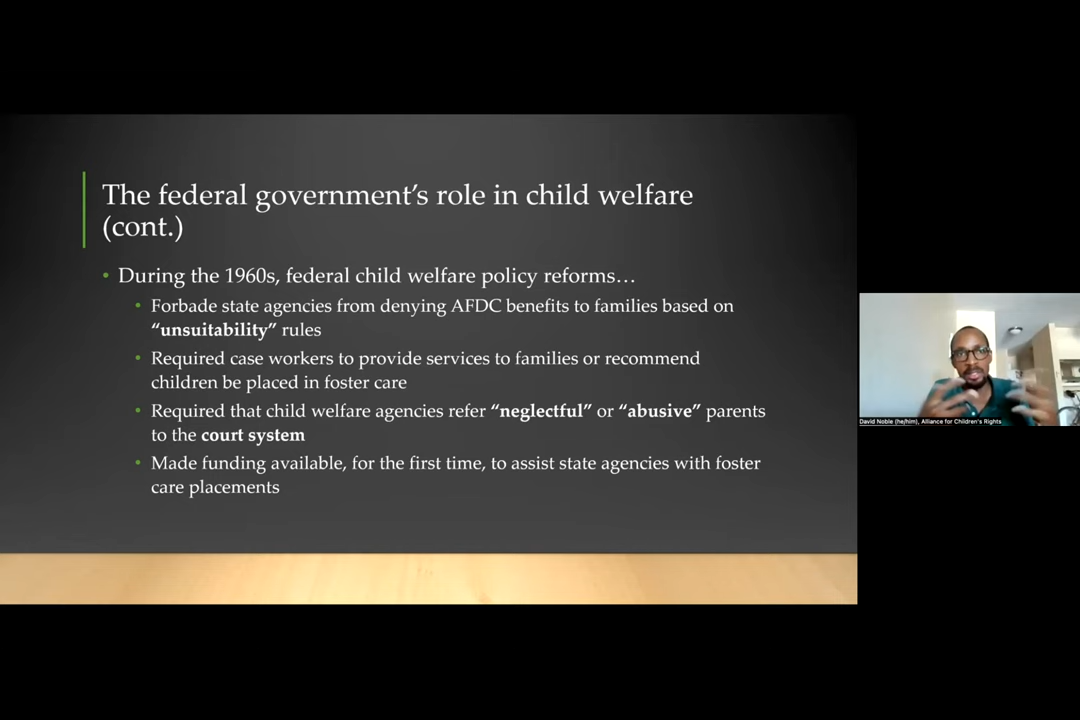 The federal government’s role in child welfare
(cont.)
• During the 1960s, federal child welfare policy reforms…
• Forbade state agencies from denying AFDC benefits to families based on
“unsuitability” rules
• Required case workers to provide services to families or recommend
children be placed in foster care
• Required that child welfare agencies refer “neglectful” or “abusive” parents
to the court system
• Made funding available, for the first time, to assist state agencies with foster
care placements
David Noble (he/him), Alliance for Children's Rights